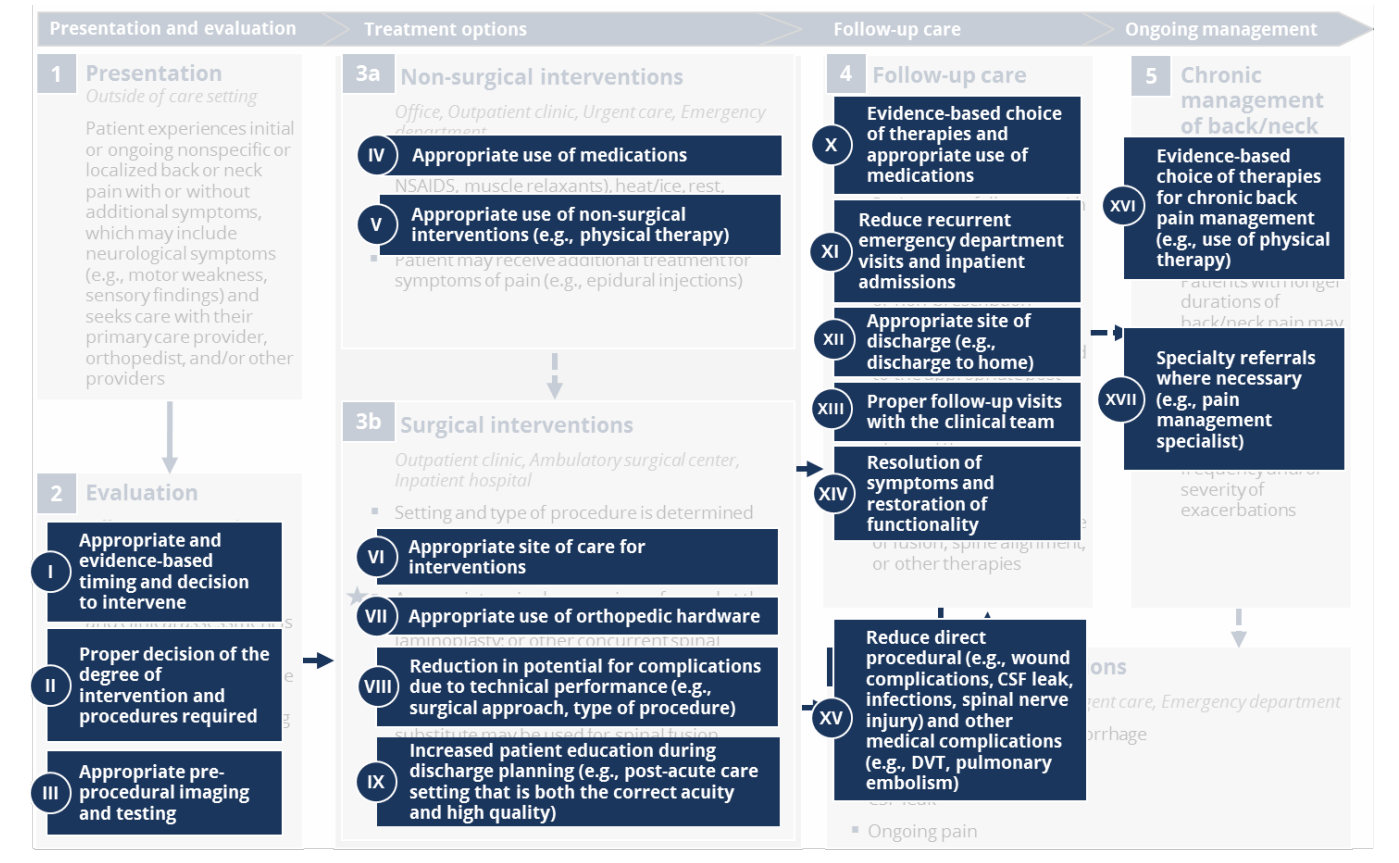 Presentation and evaluation
Treatment options
Follow-up care
Ongoing management
1
Presentation
Outside of care setting
Patient experiences initial
or ongoing nonspecific or
localized back or neck
pain with or without
additional symptoms,
which may include
neurological symptoms
(e.g., motor weakness,
sensory findings) and
seeks care with their
primary care provider,
orthopedist, and/or other
providers
2
Evaluation
I
Appropriate and
evidence-based
timing and decision
to intervene
II
Proper decision of the
degree of
intervention and
procedures required
III
Appropriate pre-
procedural imaging
and testing
3a
Non-surgical interventions
Office, Outpatient clinic, Urgent care, Emergency
department
IV
Appropriate use of medications
NSAIDS, muscle relaxants), heat/ice, rest,
V
Appropriate use of non-surgical
interventions (e.g., physical therapy)
Patient may receive additional treatment for
symptoms of pain (e.g., epidural injections)
3b
Surgical interventions
Outpatient clinic, Ambulatory surgical center,
Inpatient hospital
Setting and type of procedure is determined
VI
Appropriate site of care for
interventions
VII
Appropriate use of orthopedic hardware
laminoplasty; or other concurrent spinal
VIII
Reduction in potential for complications
due to technical performance (e.g.,
surgical approach, type of procedure)
substitute may be used for spinal fusion
IX
Increased patient education during
discharge planning (e.g., post-acute care
setting that is both the correct acuity
and high quality)
4
Follow-up care
X
Evidence-based choice
of therapies and
appropriate use of
medications
XI
Reduce recurrent
emergency department
visits and inpatient
admissions
XII
Appropriate site of
discharge (e.g.,
discharge to home)
XIII
Proper follow-up visits
with the clinical team
XIV
Resolution of
symptoms and
restoration of
functionality
of fusion, spine alignment,
or other therapies
XV
Reduce direct
procedural (e.g., wound
complications, CSF leak,
infections, spinal nerve
injury) and other
medical complications
(e.g., DVT, pulmonary
embolism)
care, Emergency department
CSF leak
Ongoing pain
5
Chronic
management
of back/neck
XVI
Evidence-based
choice of therapies
for chronic back
pain management
(e.g., use of physical
therapy)
Patients with longer
durations of
back/neck pain may
XVII
Specialty referrals
where necessary
(e.g., pain
management
specialist)
frequency and/or
severity of
exacerbations